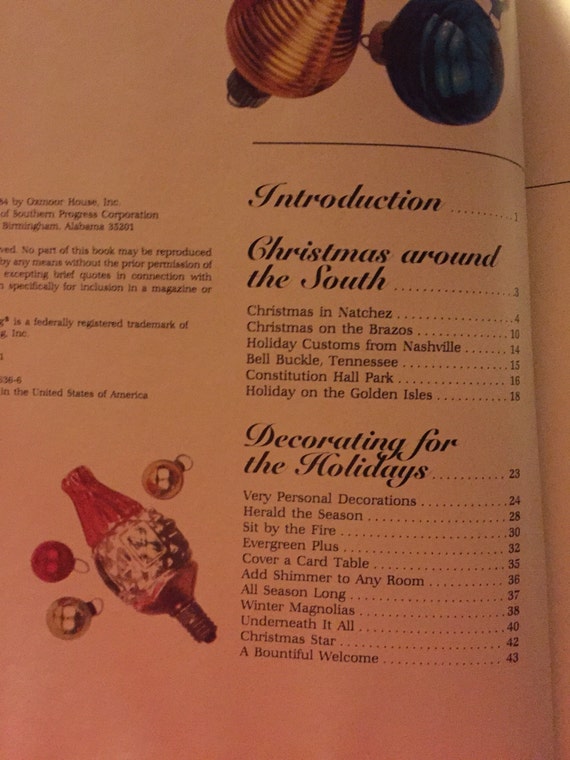 84 by Oxmoor House, Inc.
of Southern Progress Corporation
Birmingham, Alabama 35201
ved. No part of this book may be reproduced
by any means without the prior permission of
excepting brief quotes in connection with
n specifically for inclusion in a magazine or
g® is a federally registered trademark of
g, Inc.
1
636-6
in the United States of America
Introduction .......... 1
Christmas around
the South .......... 3
Christmas in Natchez .......... 4
Christmas on the Brazos .......... 10
Holiday Customs from Nashville .......... 14
Bell Buckle, Tennessee .......... 15
Constitution Hall Park .......... 16
Holiday on the Golden Isles .......... 18
Decorating for
the Holidays .......... 23
Very Personal Decorations .......... 24
Herald the Season .......... 28
Sit by the Fire .......... 30
Evergreen Plus .......... 32
Cover a Card Table .......... 35
Add Shimmer to Any Room .......... 36
All Season Long .......... 37
Winter Magnolias .......... 38
Underneath It All .......... 40
Christmas Star .......... 42
A Bountiful Welcome .......... 43